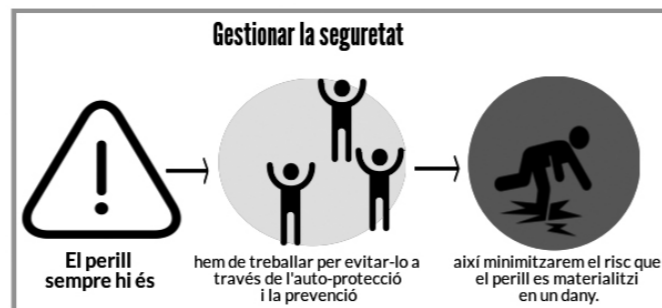 Gestionar la seguretat
El perill
sempre hi és
hem de treballar per evitar-lo a
través de l'auto-protecció
i la prevenció
així minimitzarem el risc que
el perill es materialitzi
en un dany.